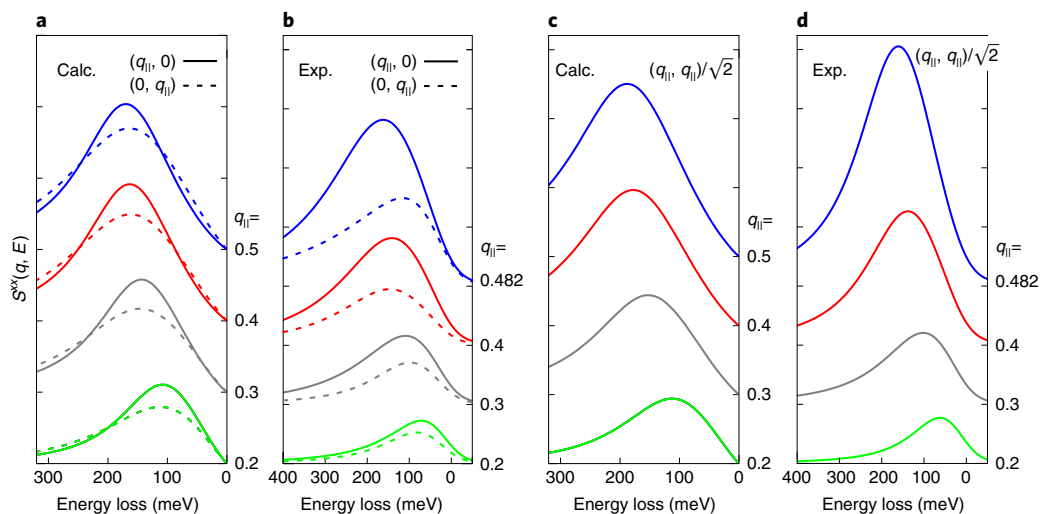 a
b
c
d
Calc.
(q||, 0)
(0, q||)
Exp.
(q||, 0)
(0, q||)
Calc.
(q||, q||)/√2
Exp.
(q||, q||)/√2
Sxx(q, E)
q||=
0.5
0.4
0.3
0.2
q||=
0.482
0.4
0.3
0.2
q||=
0.5
0.4
0.3
0.2
q||=
0.482
0.4
0.3
0.2
300 200 100 0
400 300 200 100 0
300 200 100 0
400 300 200 100 0
Energy loss (meV)
Energy loss (meV)
Energy loss (meV)
Energy loss (meV)